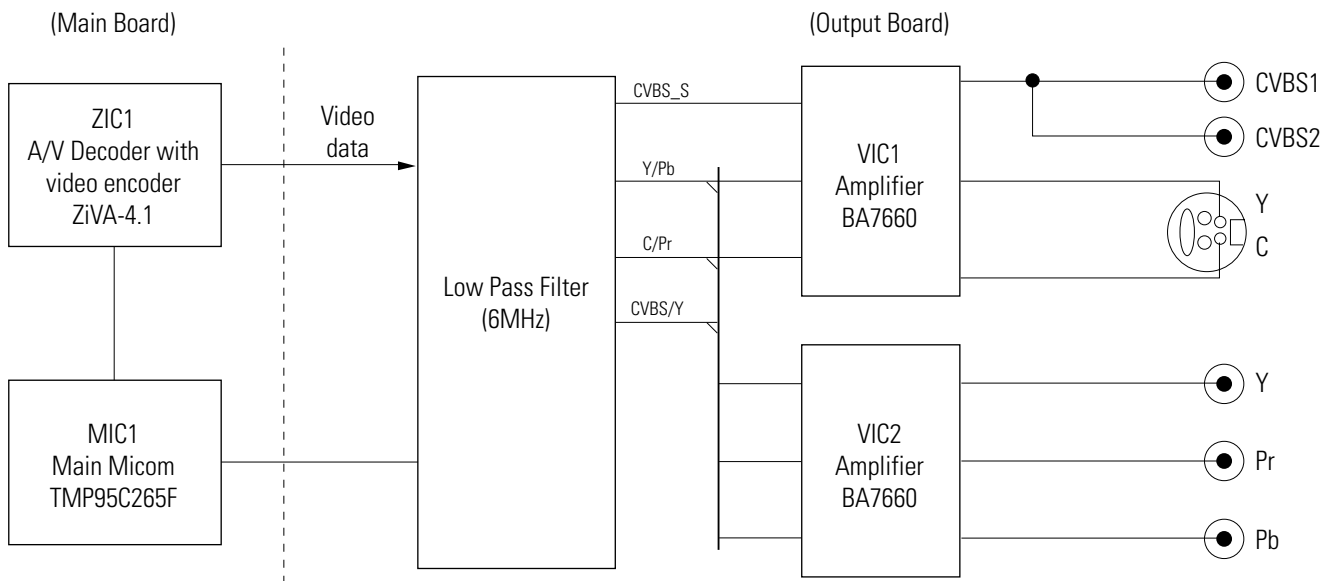 (Main Board)
(Output Board)
ZIC1
A/V Decoder with
video encoder
ZiVA-4.1
Video
data
MIC1
Main Micom
TMP95C265F
Low Pass Filter
(6MHz)
CVBS_S
Y/Pb
C/Pr
CVBS/Y
VIC1
Amplifier
BA7660
VIC2
Amplifier
BA7660
CVBS1
CVBS2
Y
C
Y
Pr
Pb